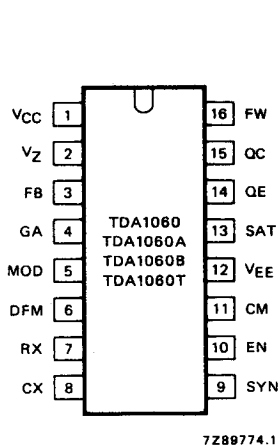 VCC 1 16 FW
VZ 2 15 QC
FB 3 14 QE
GA 4 13 SAT
MOD 5 12 VEE
DFM 6 11 CM
RX 7 10 EN
CX 8 9 SYN
TDA1060
TDA1060A
TDA1060B
TDA1060T
7Z89774.1